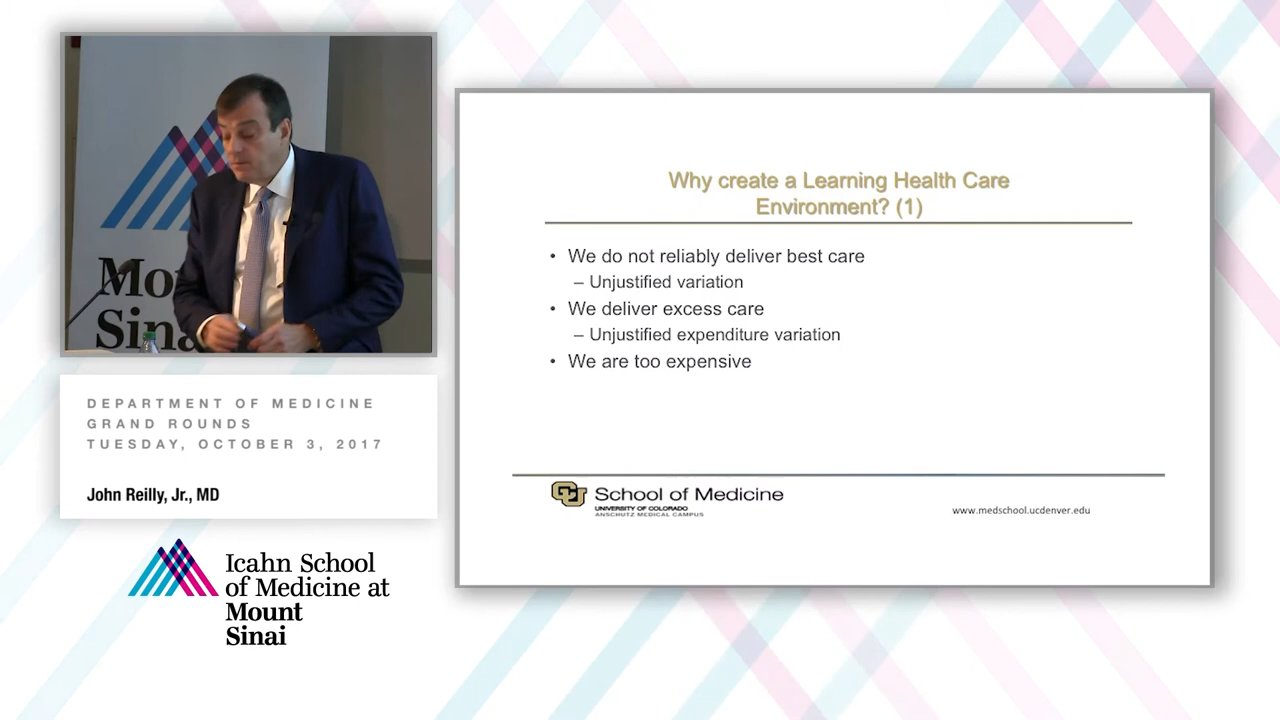 Mount
Sinai
DEPARTMENT OF MEDICINE
GRAND ROUNDS
TUESDAY, OCTOBER 3, 2017
John Reilly, Jr., MD
Icahn School
of Medicine at
Mount
Sinai
Why create a Learning Health Care
Environment? (1)
• We do not reliably deliver best care
– Unjustified variation
• We deliver excess care
– Unjustified expenditure variation
• We are too expensive
CU School of Medicine
UNIVERSITY OF COLORADO
ANSCHUTZ MEDICAL CAMPUS
www.medschool.ucdenver.edu